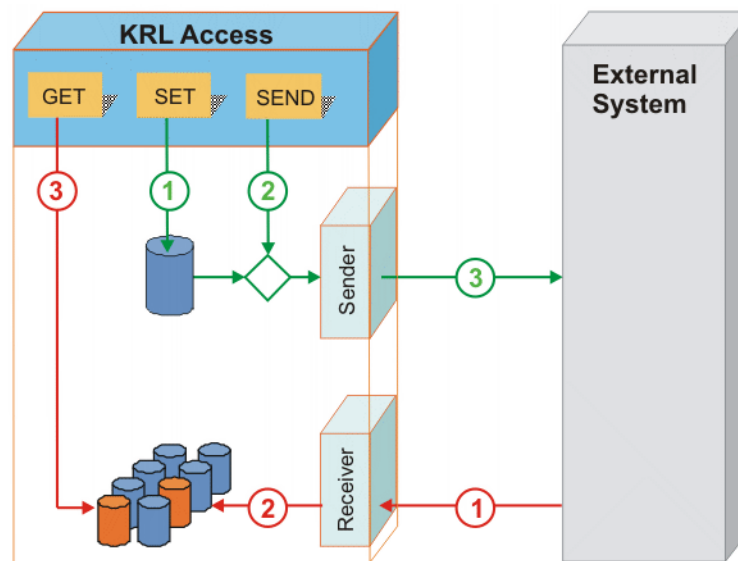 KRL Access
GET
SET
SEND
External
System
3
1
2
Sender
3
Receiver
2
1